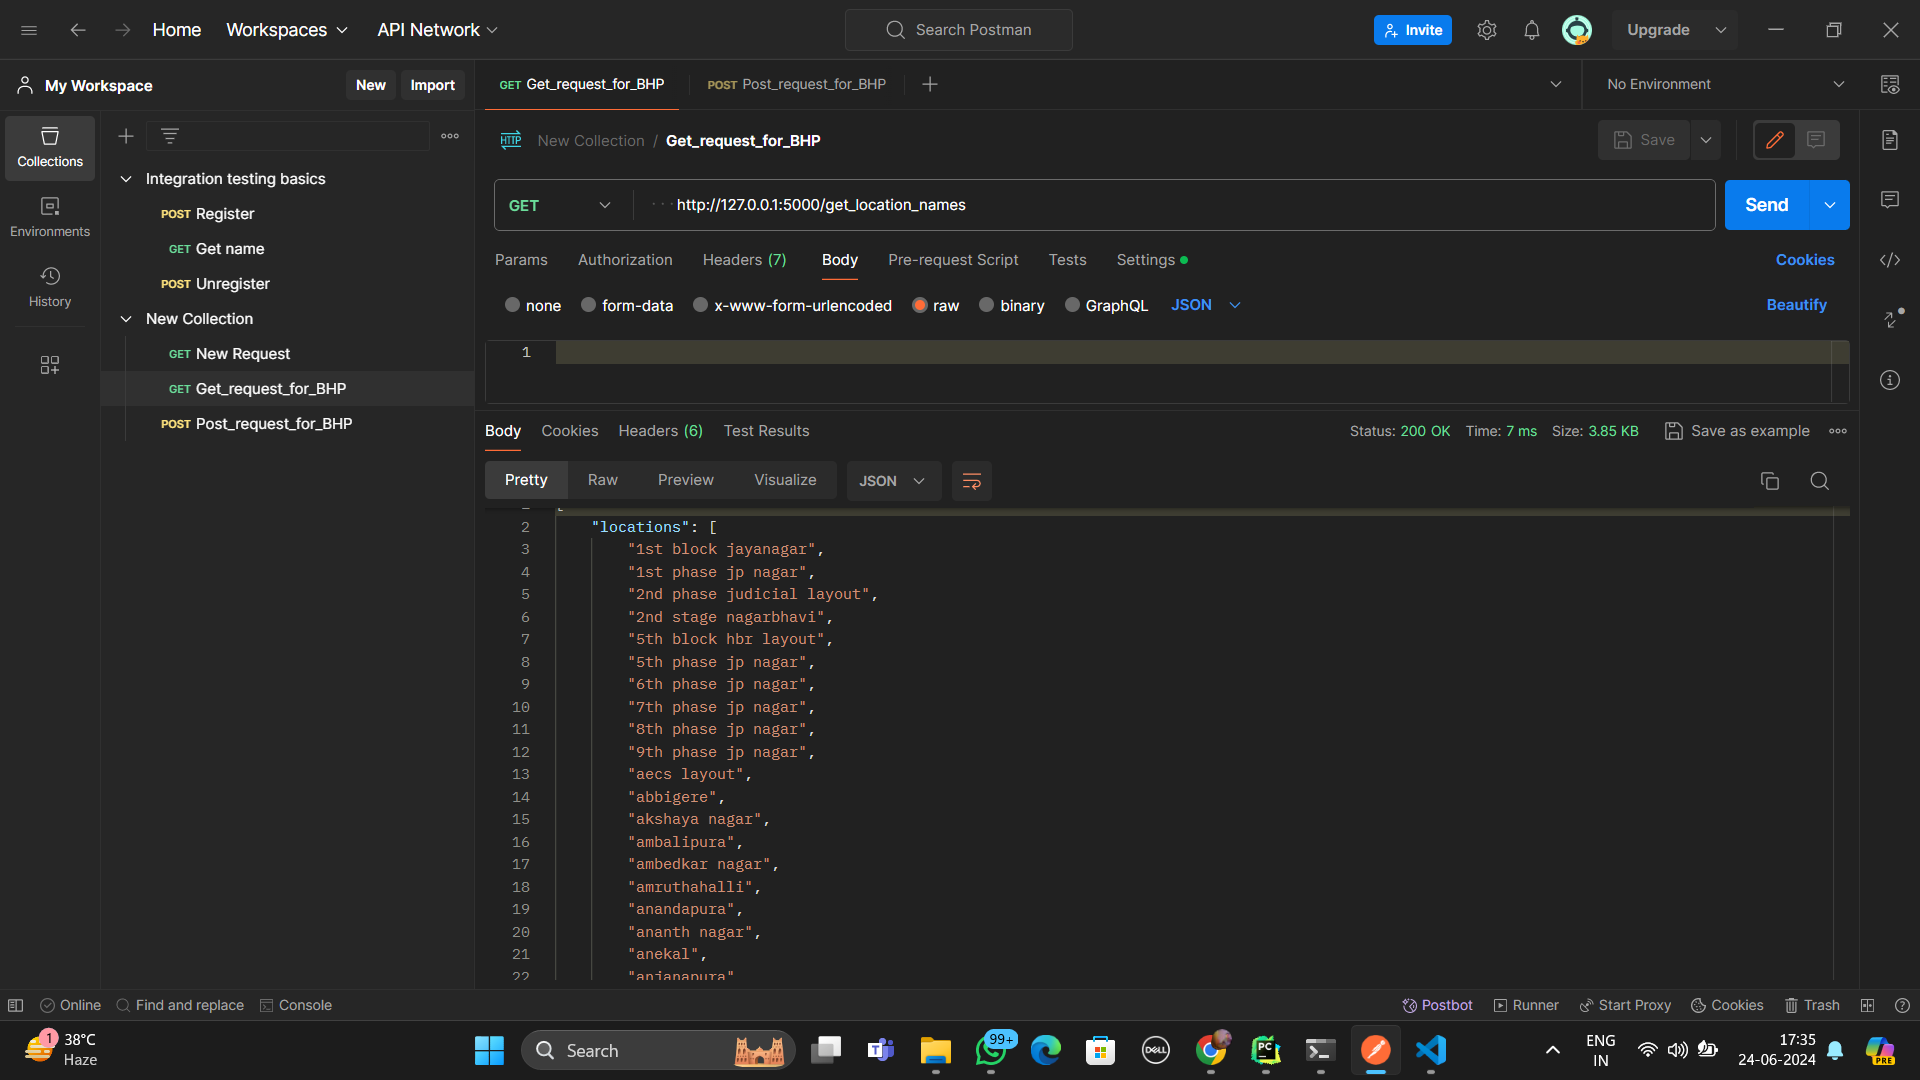 Home Workspaces API Network Search Postman Invite Upgrade
My Workspace New Import
GET Get_request_for_BHP POST Post_request_for_BHP No Environment
Collections
Environments
History
Integration testing basics
POST Register
GET Get name
POST Unregister
New Collection
GET New Request
GET Get_request_for_BHP
POST Post_request_for_BHP
HTTP New Collection / Get_request_for_BHP Save
GET http://127.0.0.1:5000/get_location_names Send
Params Authorization Headers (7) Body Pre-request Script Tests Settings Cookies
none form-data x-www-form-urlencoded raw binary GraphQL JSON Beautify
1
Body Cookies Headers (6) Test Results Status: 200 OK Time: 7 ms Size: 3.85 KB Save as example
Pretty Raw Preview Visualize JSON
2 "locations": [
3 "1st block jayanagar",
4 "1st phase jp nagar",
5 "2nd phase judicial layout",
6 "2nd stage nagarbhavi",
7 "5th block hbr layout",
8 "5th phase jp nagar",
9 "6th phase jp nagar",
10 "7th phase jp nagar",
11 "8th phase jp nagar",
12 "9th phase jp nagar",
13 "aecs layout",
14 "abbigere",
15 "akshaya nagar",
16 "ambalipura",
17 "ambedkar nagar",
18 "amruthahalli",
19 "anandapura",
20 "ananth nagar",
21 "anekal",
22 "anjanapura"
Online Find and replace Console Postbot Runner Start Proxy Cookies Trash
1 38°C
Haze
Search 99+ DELL PC
ENG
IN
17:35
24-06-2024
PRE